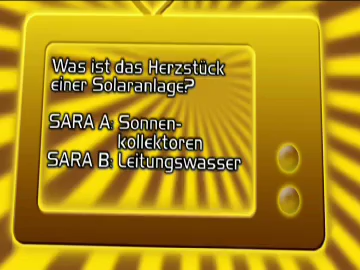 Was ist das Herzstück
einer Solaranlage?
SARA A: Sonnen-
kollektoren
SARA B: Leitungswasser